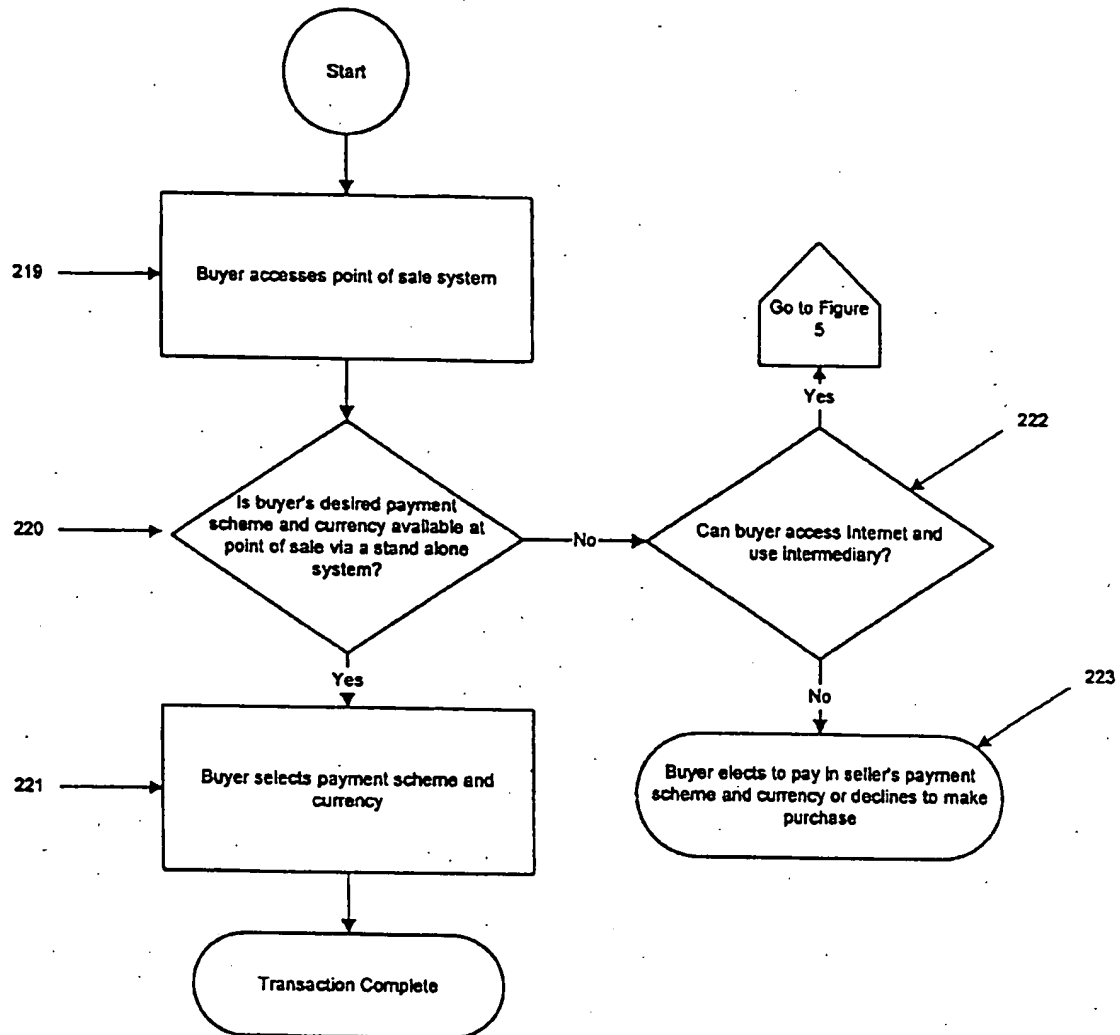 Start
219
Buyer accesses point of sale system
Go to Figure
5
Yes
222
220
Is buyer's desired payment
scheme and currency available at
point of sale via a stand alone
system?
No
Can buyer access Internet and
use intermediary?
Yes
No
223
221
Buyer selects payment scheme and
currency
Buyer elects to pay in seller's payment
scheme and currency or declines to make
purchase
Transaction Complete